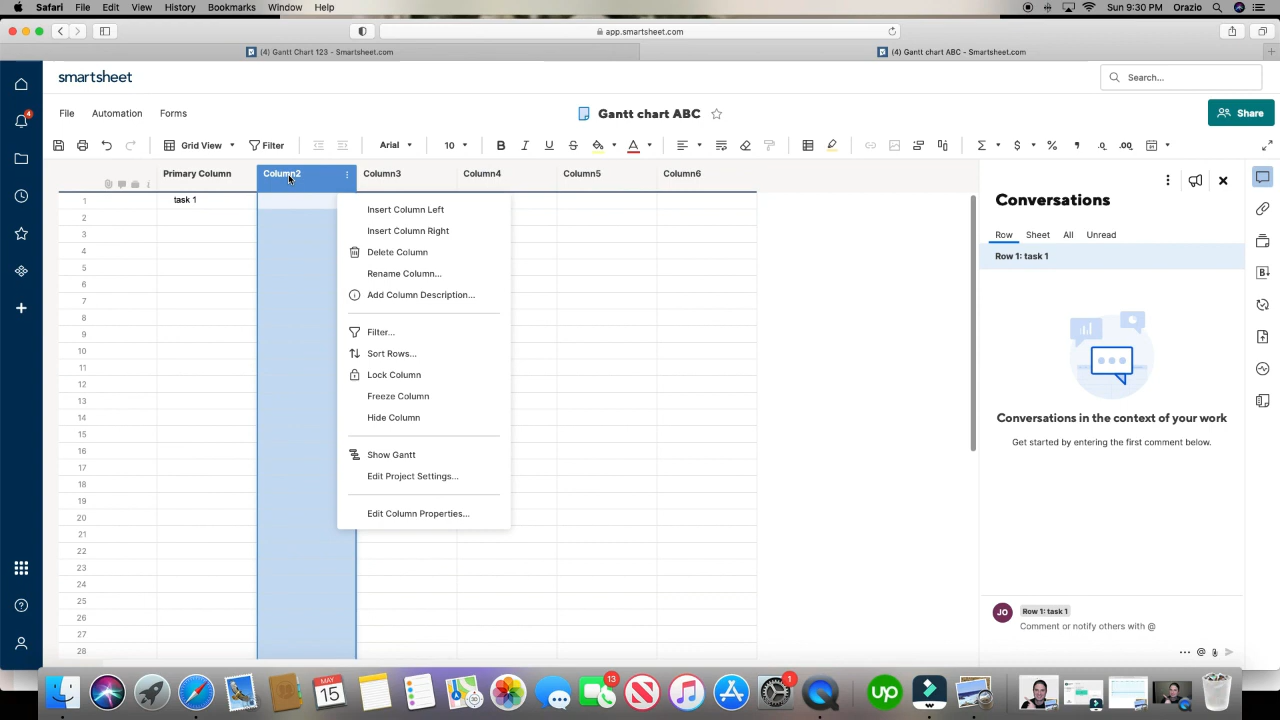 Safari File Edit View History Bookmarks Window Help Sun 9:30 PM Orazio
app.smartsheet.com
(4) Gantt Chart 123 - Smartsheet.com (4) Gantt chart ABC - Smartsheet.com
smartsheet Search...
File Automation Forms Gantt chart ABC Share
Grid View Filter Arial 10 B I U S A Σ $ % , .0 .00
Primary Column Column2 Column3 Column4 Column5 Column6
1 task 1
2
3
4
5
6
7
8
9
10
11
12
13
14
15
16
17
18
19
20
21
22
23
24
25
26
27
28
Insert Column Left
Insert Column Right
Delete Column
Rename Column...
Add Column Description...
Filter...
Sort Rows...
Lock Column
Freeze Column
Hide Column
Show Gantt
Edit Project Settings...
Edit Column Properties...
Conversations
Row Sheet All Unread
Row 1: task 1
Conversations in the context of your work
Get started by entering the first comment below.
JO Row 1: task 1
Comment or notify others with @
@
4
MAY
15
13
up
1